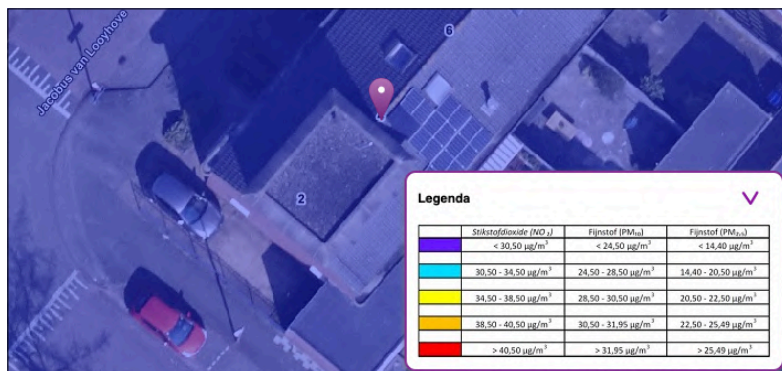 Jacobus van Looyhove
6
2
Legenda
Stikstofdioxide (NO ₂) Fijnstof (PM₁₀) Fijnstof (PM₂,₅)
< 30,50 µg/m³ < 24,50 µg/m³ < 14,40 µg/m³
30,50 - 34,50 µg/m³ 24,50 - 28,50 µg/m³ 14,40 - 20,50 µg/m³
34,50 - 38,50 µg/m³ 28,50 - 30,50 µg/m³ 20,50 - 22,50 µg/m³
38,50 - 40,50 µg/m³ 30,50 - 31,95 µg/m³ 22,50 - 25,49 µg/m³
> 40,50 µg/m³ > 31,95 µg/m³ > 25,49 µg/m³